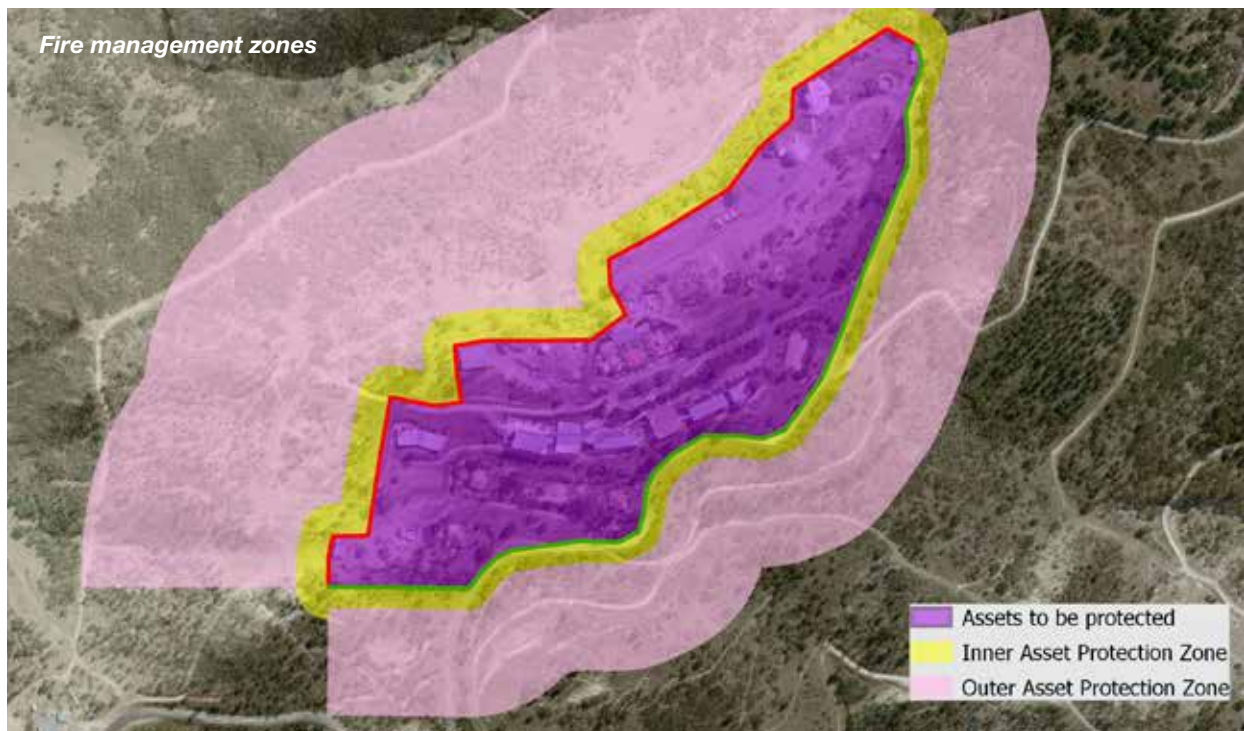 Fire management zones
Assets to be protected
Inner Asset Protection Zone
Outer Asset Protection Zone